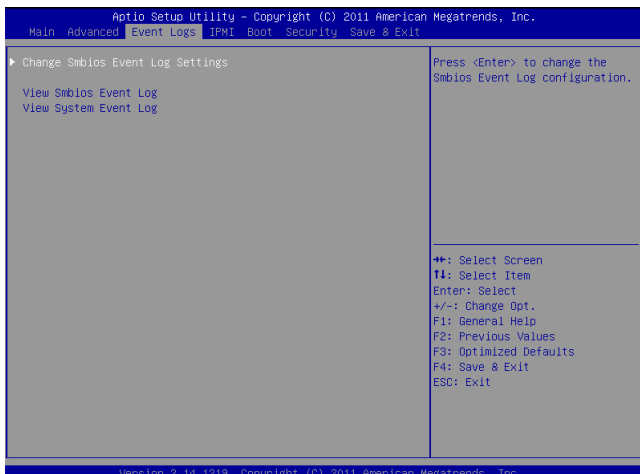 Aptio Setup Utility – Copyright (C) 2011 American Megatrends, Inc.
Main Advanced Event Logs IPMI Boot Security Save & Exit
▶ Change Smbios Event Log Settings
View Smbios Event Log
View System Event Log
Press <Enter> to change the
Smbios Event Log configuration.
→←: Select Screen
↑↓: Select Item
Enter: Select
+/-: Change Opt.
F1: General Help
F2: Previous Values
F3: Optimized Defaults
F4: Save & Exit
ESC: Exit
Version 2.14.1219. Copyright (C) 2011 American Megatrends, Inc.